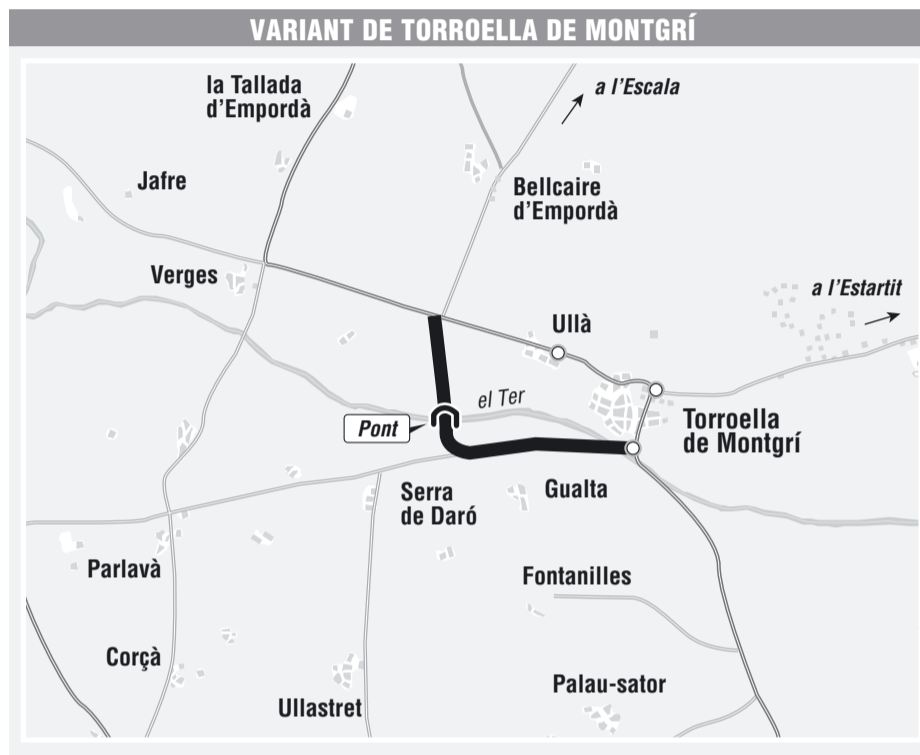 VARIANT DE TORROELLA DE MONTGRÍ
la Tallada
d'Empordà
a l'Escala
Jafre
Bellcaire
d'Empordà
Verges
a l'Estartit
Ullà
el Ter
Pont
Torroella
de Montgrí
Serra
de Daró
Gualta
Parlavà
Fontanilles
Corçà
Palau-sator
Ullastret